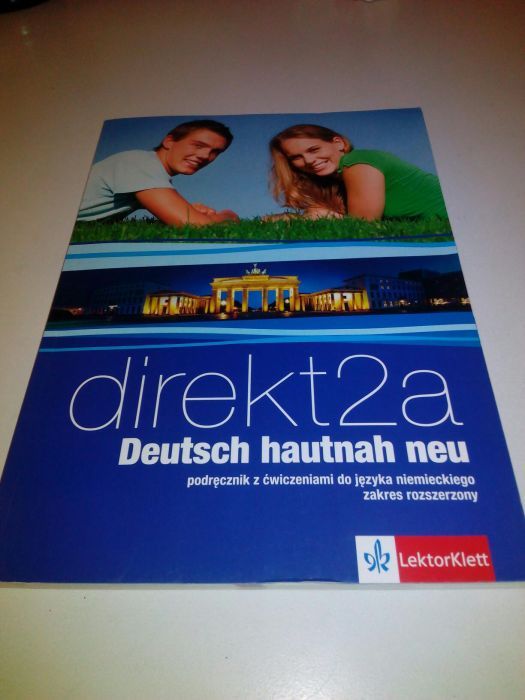 direkt2a
Deutsch hautnah neu
podręcznik z ćwiczeniami do języka niemieckiego
zakres rozszerzony
LektorKlett